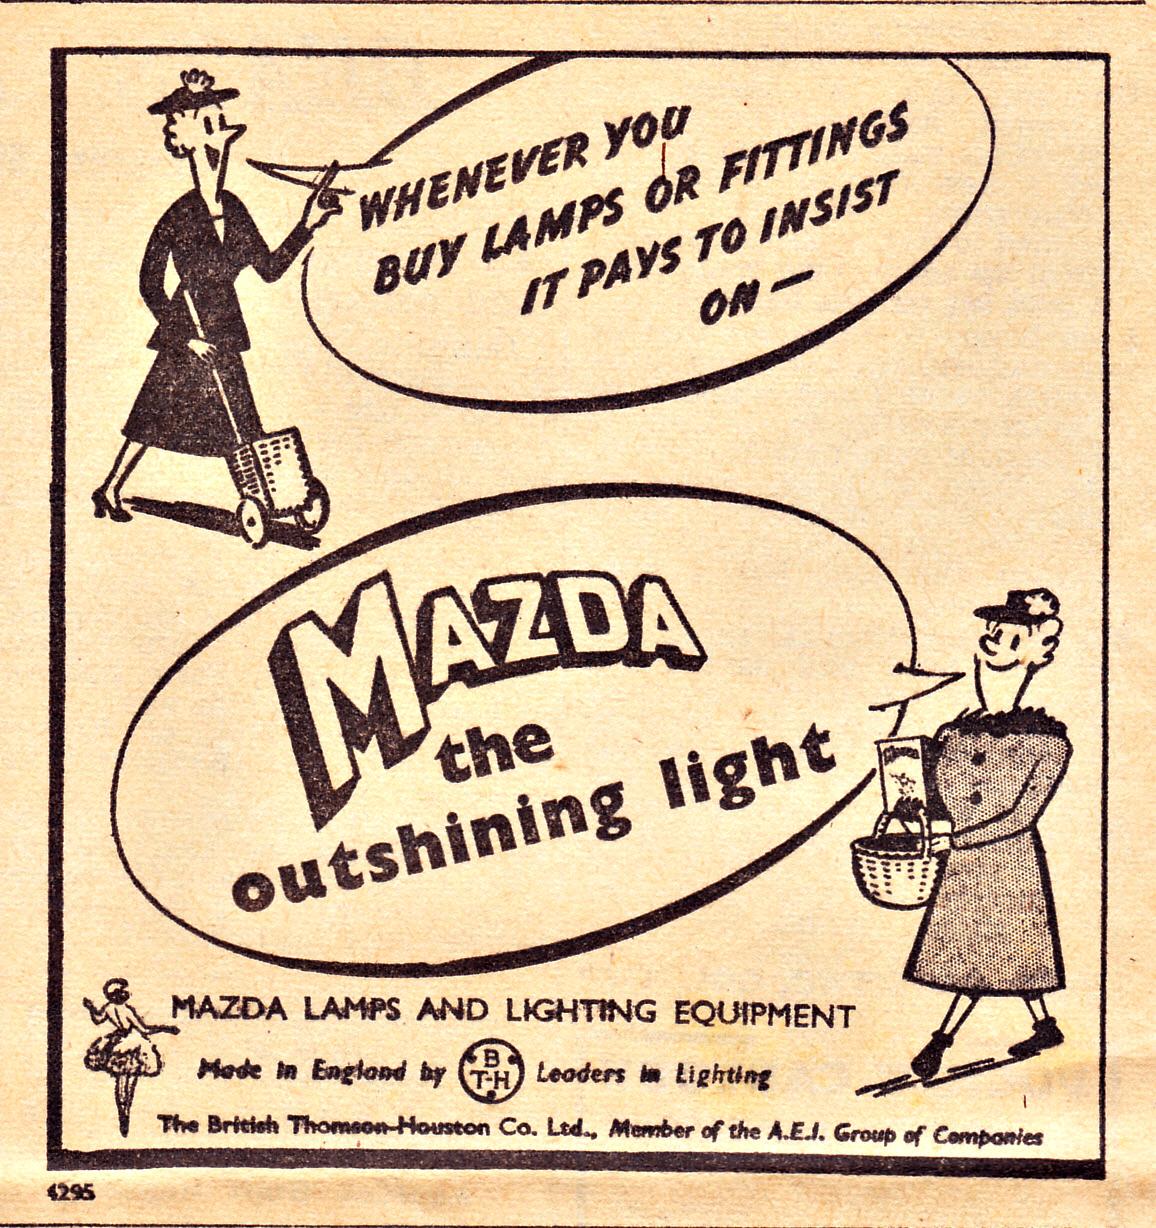 WHENEVER YOU
BUY LAMPS OR FITTINGS
IT PAYS TO INSIST
ON —
MAZDA
the
outshining light
MAZDA LAMPS AND LIGHTING EQUIPMENT
Made in England by B T-H Leaders in Lighting
The British Thomson-Houston Co. Ltd., Member of the A.E.I. Group of Companies
4295